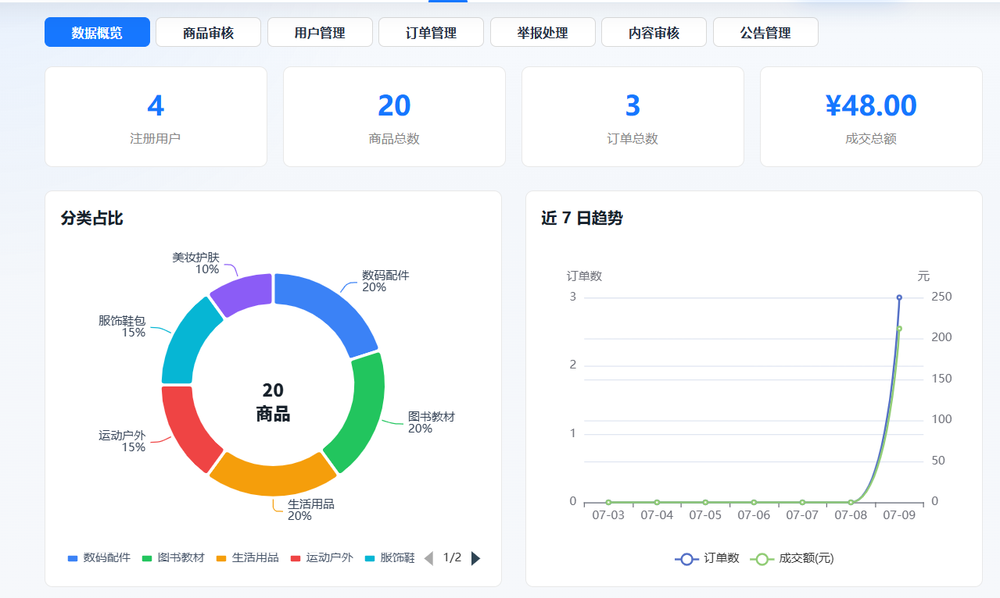 数据概览 商品审核 用户管理 订单管理 举报处理 内容审核 公告管理
4 20 3 ¥48.00
注册用户 商品总数 订单总数 成交总额
分类占比
美妆护肤
10%
数码配件
20%
服饰鞋包
15%
20
商品
图书教材
20%
运动户外
15%
生活用品
20%
数码配件 图书教材 生活用品 运动户外 服饰鞋 1/2
近 7 日趋势
订单数 元
3 250
200
2
150
100
1
50
0 0
07-03 07-04 07-05 07-06 07-07 07-08 07-09
订单数 成交额(元)